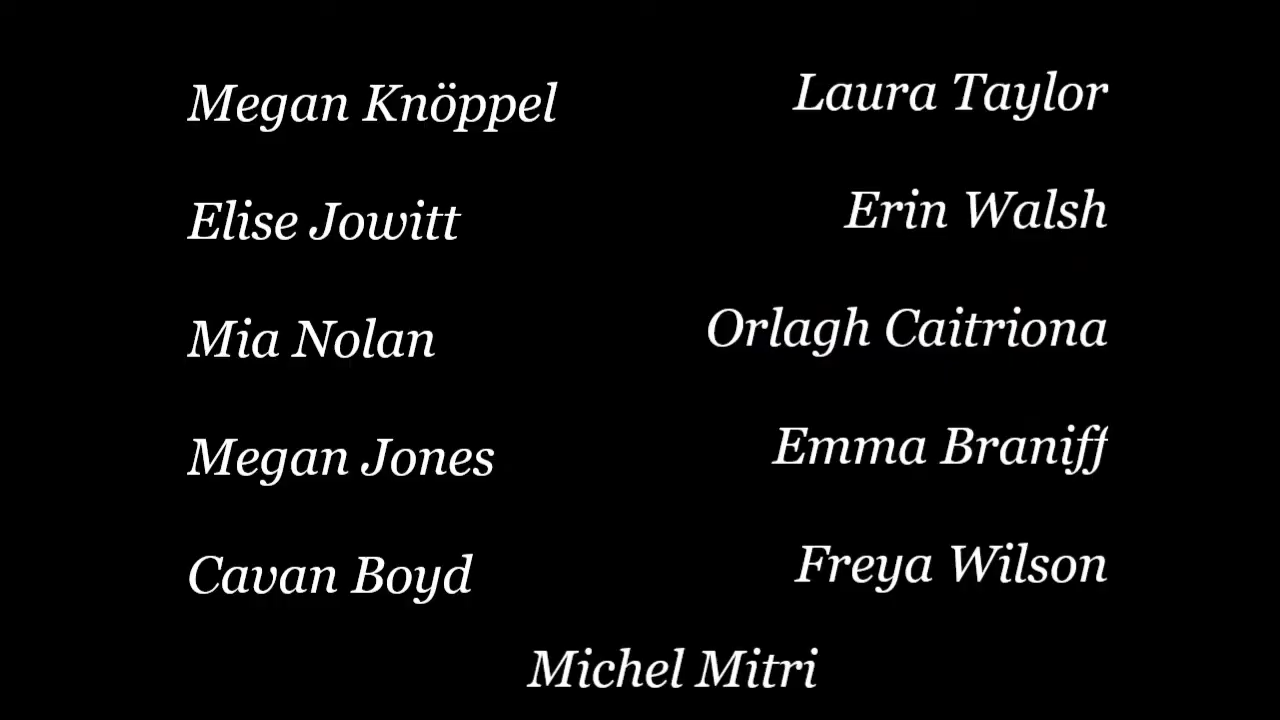 Megan Knöppel
Laura Taylor
Elise Jowitt
Erin Walsh
Mia Nolan
Orlagh Caitriona
Megan Jones
Emma Braniff
Cavan Boyd
Freya Wilson
Michel Mitri